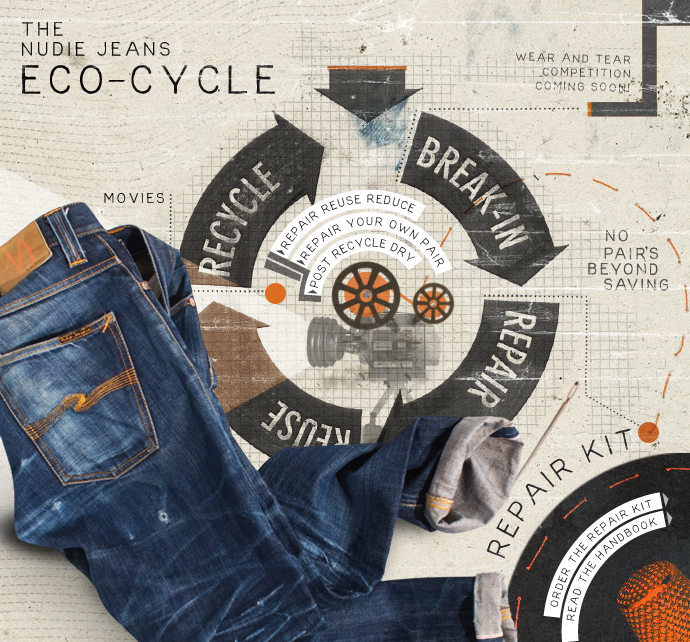 THE
NUDIE JEANS
ECO-CYCLE
WEAR AND TEAR
COMPETITION
COMING SOON!
BREAK-IN
RECYCLE
MOVIES
REPAIR REUSE REDUCE
REPAIR YOUR OWN PAIR
POST RECYCLE DRY
NO
PAIR'S
BEYOND
SAVING
REPAIR
REUSE
REPAIR KIT
ORDER THE REPAIR KIT
READ THE HANDBOOK